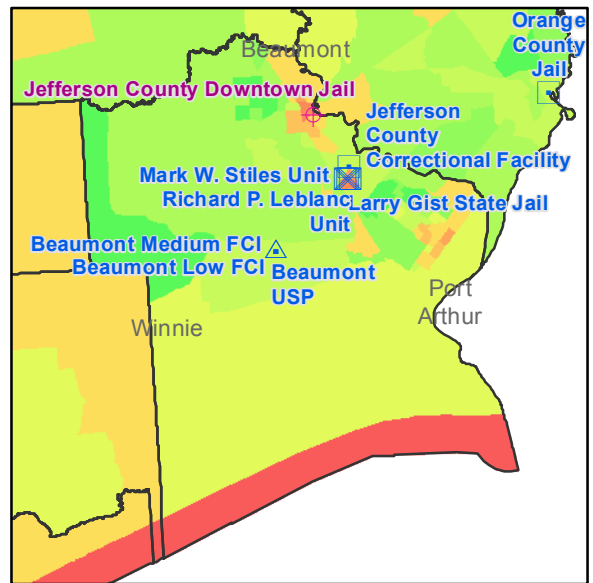 Orange
County
Jail
Beaumont
Jefferson County Downtown Jail
Jefferson
County
Correctional Facility
Mark W. Stiles Unit
Richard P. Leblanc
Unit
Larry Gist State Jail
Beaumont Medium FCI
Beaumont Low FCI
Beaumont
USP
Port
Arthur
Winnie